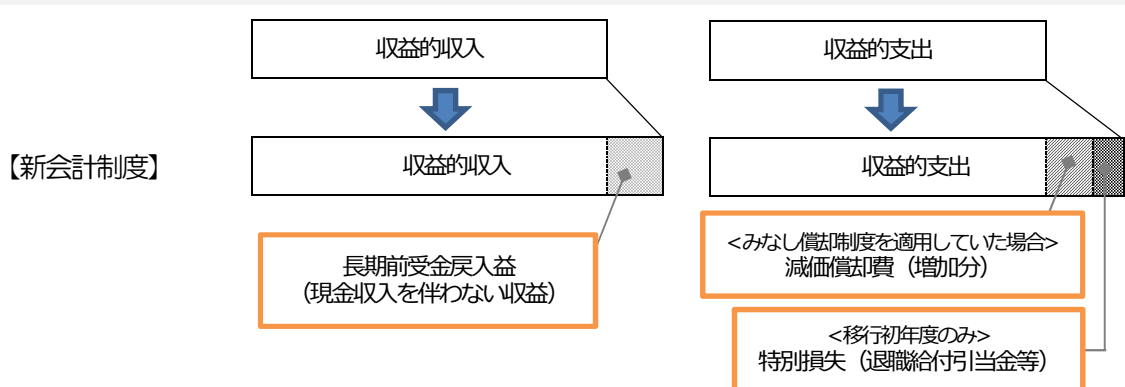 収益的収入
収益的支出
【新会計制度】
収益的収入
収益的支出
長期前受金戻入益
（現金収入を伴わない収益）
<みなし償却制度を適用していた場合>
減価償却費（増加分）
<移行初年度のみ>
特別損失（退職給付引当金等）